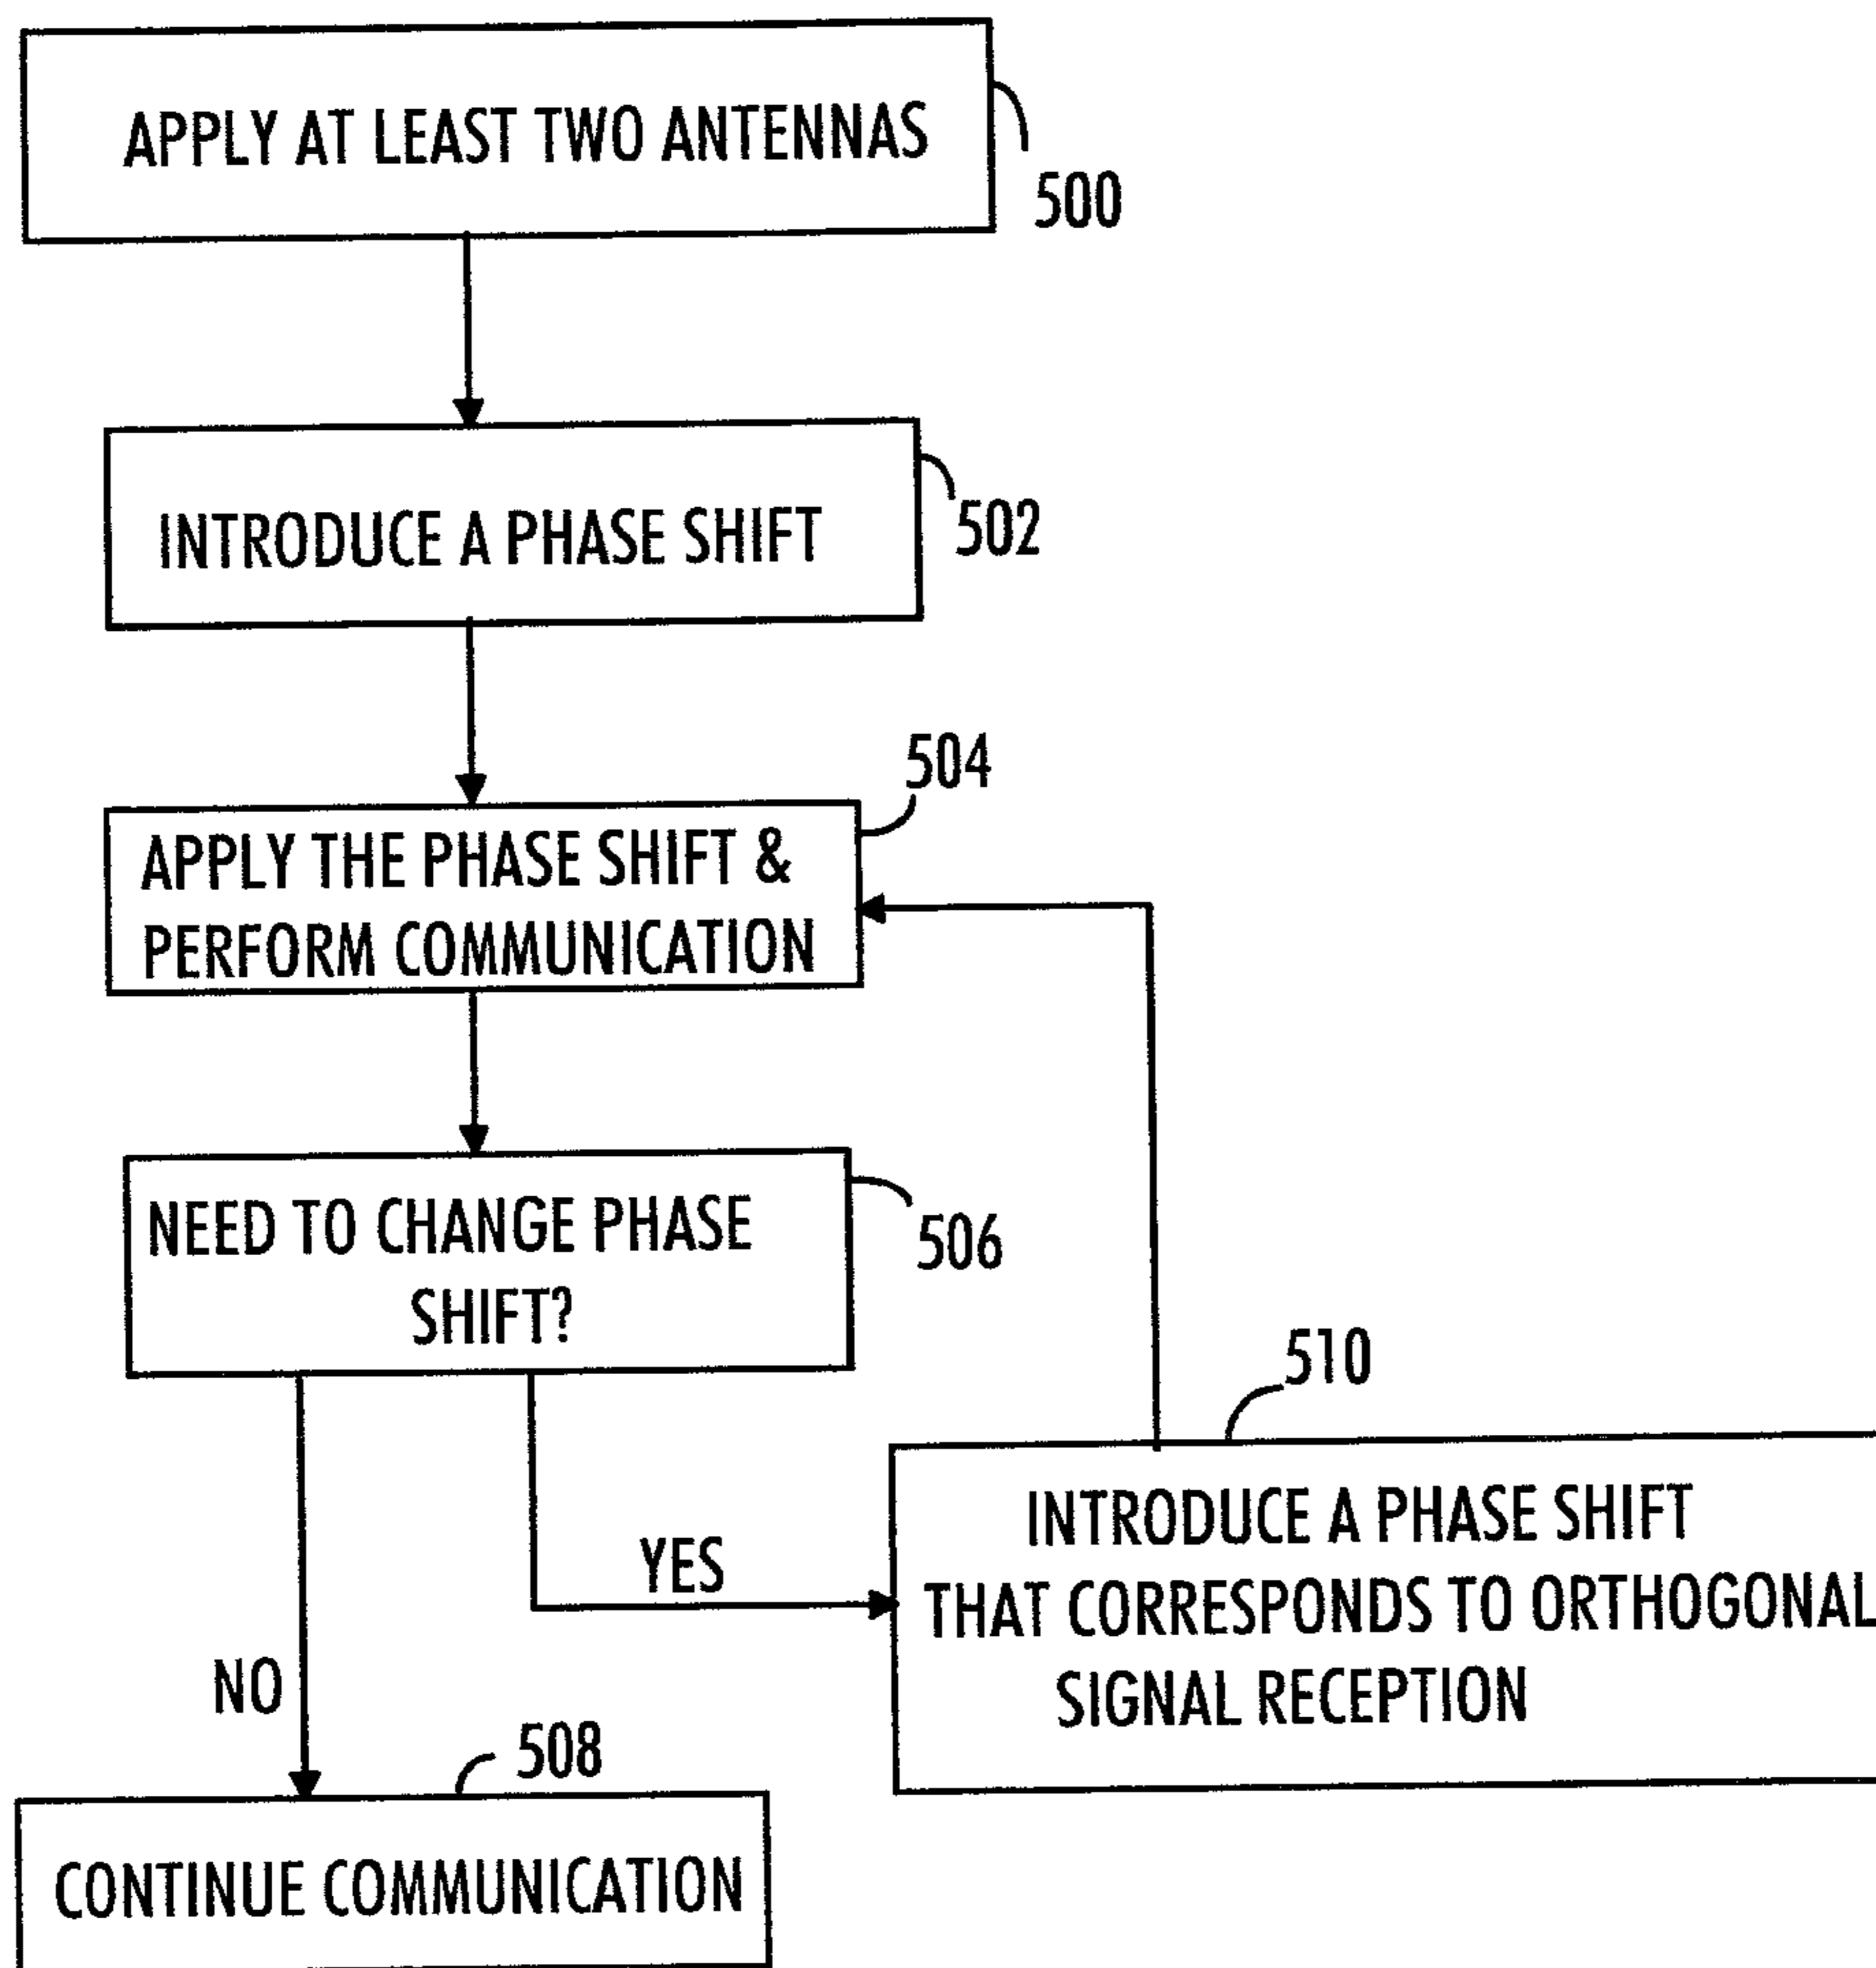 APPLY AT LEAST TWO ANTENNAS
500
INTRODUCE A PHASE SHIFT
502
504
APPLY THE PHASE SHIFT &
PERFORM COMMUNICATION
NEED TO CHANGE PHASE
SHIFT?
506
510
INTRODUCE A PHASE SHIFT
THAT CORRESPONDS TO ORTHOGONAL
SIGNAL RECEPTION
YES
NO
508
CONTINUE COMMUNICATION